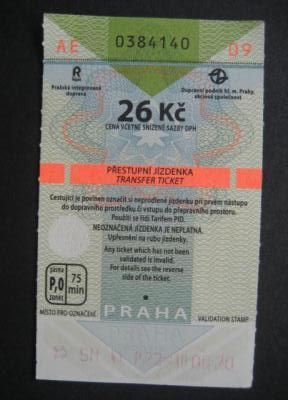 0384140
AE D9
R
Pražská integrovaná
doprava
Dopravní podnik hl. m. Prahy,
akciová společnost
26 Kč
CENA VČETNĚ SNÍŽENÉ SAZBY DPH
PŘESTUPNÍ JÍZDENKA
TRANSFER TICKET
Cestující je povinen označit si neprodleně jízdenku při prvém nástupu
do dopravního prostředku či vstupu do přepravního prostoru.
Použití se řídí Tarifem PID.
NEOZNAČENÁ JÍZDENKA JE NEPLATNÁ.
Upřesnění na rubu jízdenky.
Any ticket which has not been
validated is invalid.
For details see the reverse
side of the ticket.
pásma
P,0
zones
75
min
MÍSTO PRO OZNAČENÍ
PRAHA
VALIDATION STAMP
PRAHA